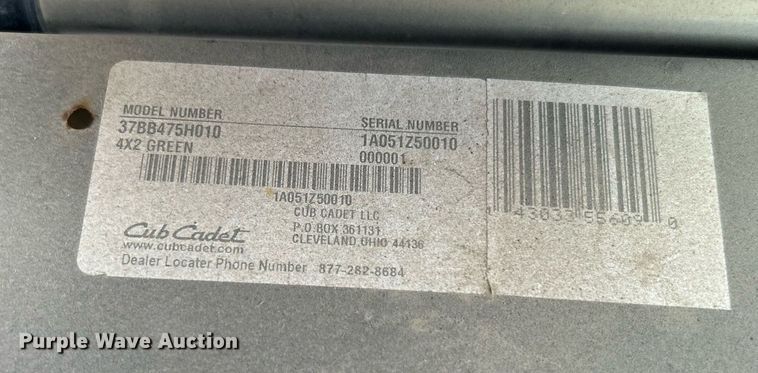 MODEL NUMBER
37BB475H010
4X2 GREEN
SERIAL NUMBER
1A051Z50010
000001
1A051Z50010
CUB CADET LLC
P.O.BOX 361131
CLEVELAND,OHIO 44136
Cub Cadet
www.cubcadet.com
Dealer Locater Phone Number 877-282-8684
43033 55609 0
Purple Wave Auction